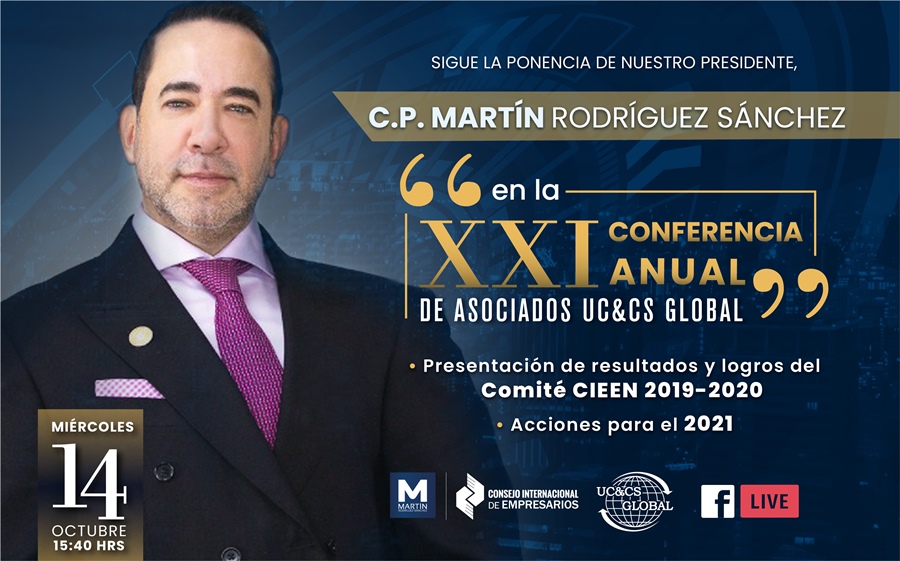 SIGUE LA PONENCIA DE NUESTRO PRESIDENTE,
C.P. MARTÍN RODRÍGUEZ SÁNCHEZ
“ en la
XXI CONFERENCIA
ANUAL
DE ASOCIADOS UC&CS GLOBAL ”
• Presentación de resultados y logros del
Comité CIEEN 2019-2020
• Acciones para el 2021
MIÉRCOLES
14
OCTUBRE
15:40 HRS
M
MARTIN
CONSEJO INTERNACIONAL
DE EMPRESARIOS
UC&CS
GLOBAL
f LIVE